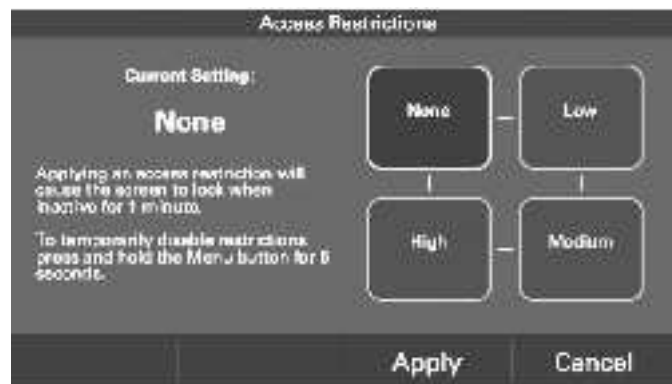 Access Restrictions
Current Setting:
None
Applying an access restriction will
cause the screen to lock when
inactive for 1 minute.
To temporarily disable restrictions
press and hold the Menu button for
seconds.
None
Low
High
Medium
Apply
Cancel